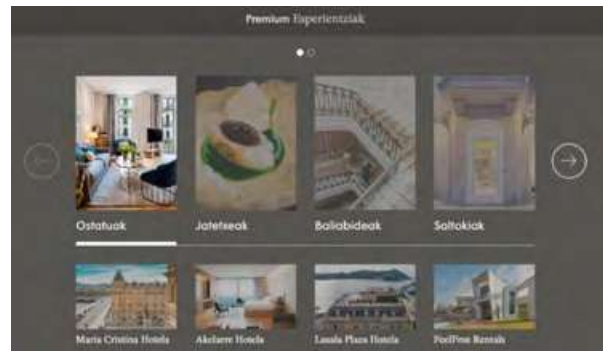 Premium Esperientziak
Ostatuak
Jatetxeak
Baliabideak
Saltokiak
Maria Cristina Hotela
Akelarre Hotela
Lasala Plaza Hotela
FeelFree Rentals